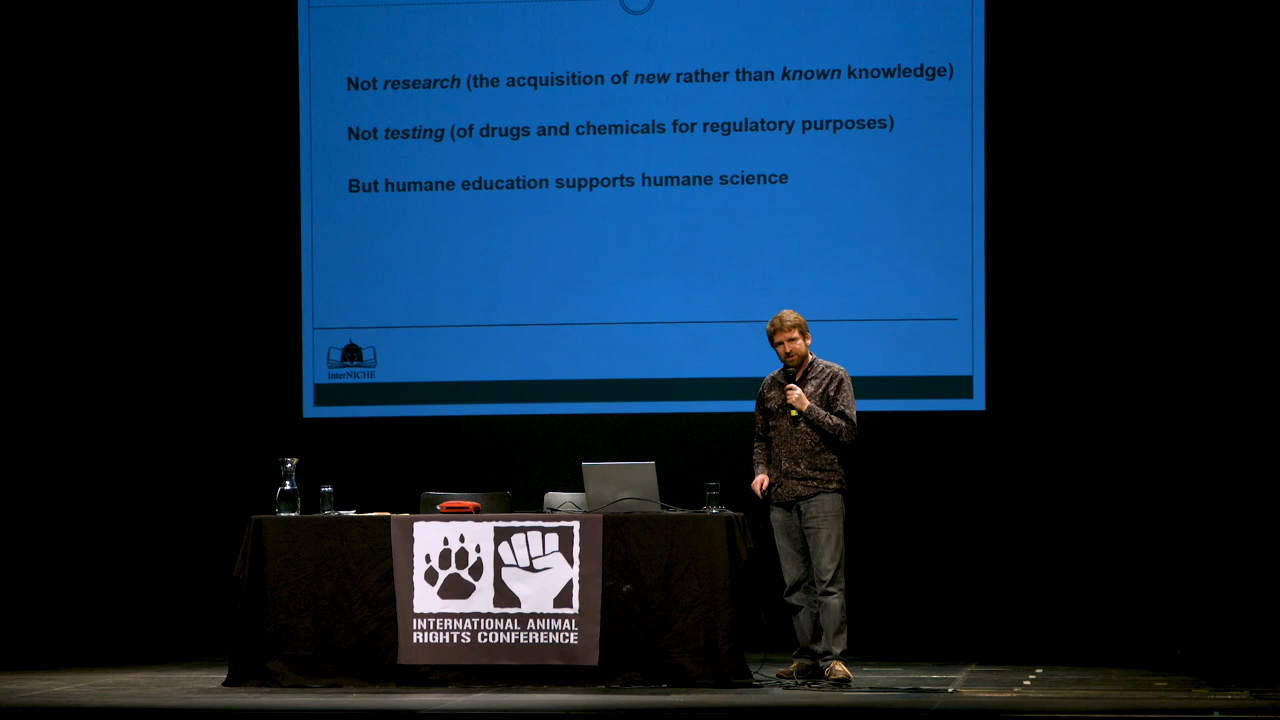 Not research (the acquisition of new rather than known knowledge)
Not testing (of drugs and chemicals for regulatory purposes)
But humane education supports humane science
InterNICHE
INTERNATIONAL ANIMAL
RIGHTS CONFERENCE